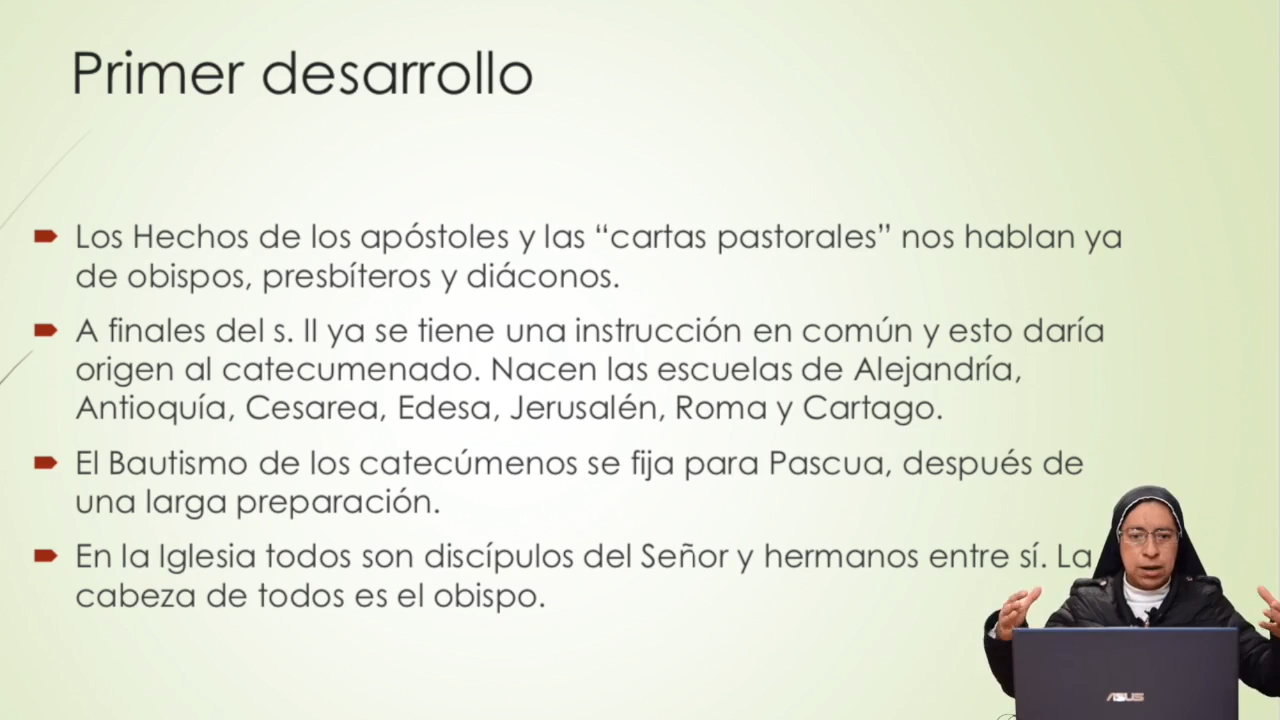 Primer desarrollo
Los Hechos de los apóstoles y las “cartas pastorales” nos hablan ya
de obispos, presbíteros y diáconos.
A finales del s. II ya se tiene una instrucción en común y esto daría
origen al catecumenado. Nacen las escuelas de Alejandría,
Antioquía, Cesarea, Edesa, Jerusalén, Roma y Cartago.
El Bautismo de los catecúmenos se fija para Pascua, después de
una larga preparación.
En la Iglesia todos son discípulos del Señor y hermanos entre sí. La
cabeza de todos es el obispo.
ASUS